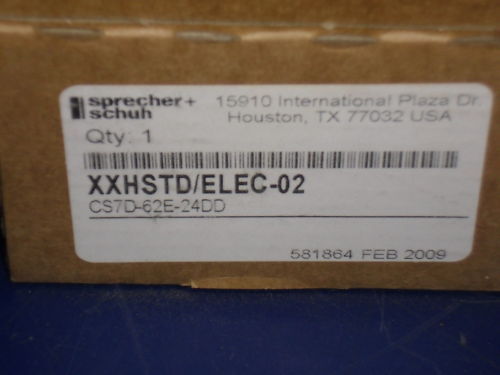 sprecher+
schuh
15910 International Plaza Dr.
Houston, TX 77032 USA
Qty: 1
XXHSTD/ELEC-02
CS7D-62E-24DD
581864 FEB 2009